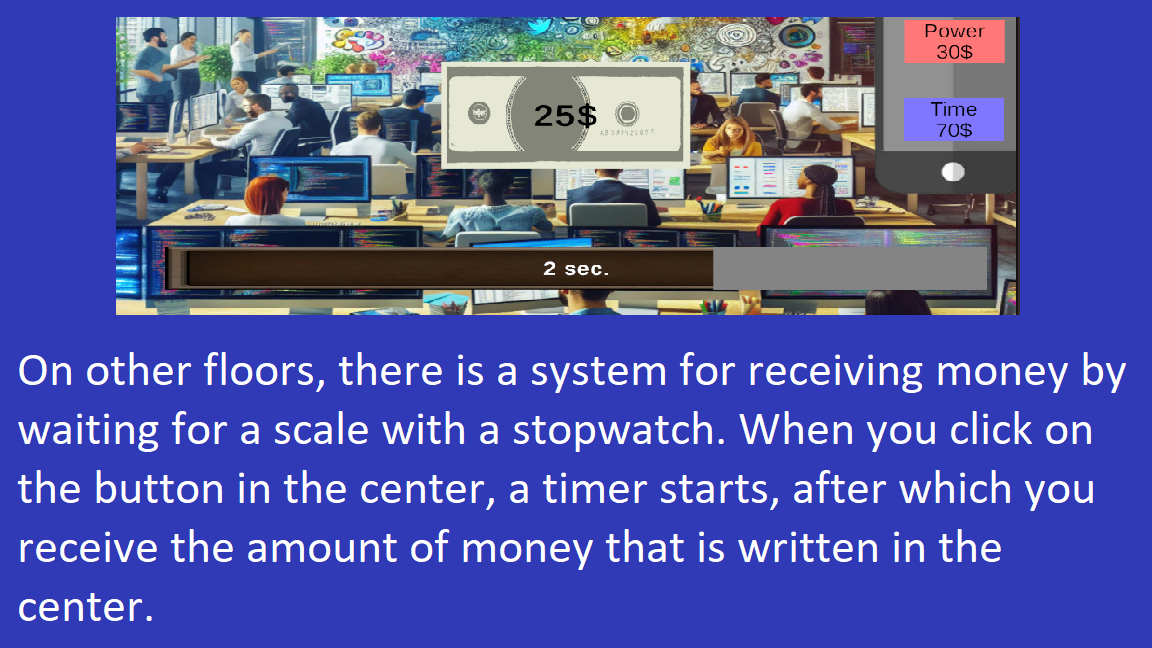 Power
30$
25$
Time
70$
2 sec.
On other floors, there is a system for receiving money by
waiting for a scale with a stopwatch. When you click on
the button in the center, a timer starts, after which you
receive the amount of money that is written in the
center.